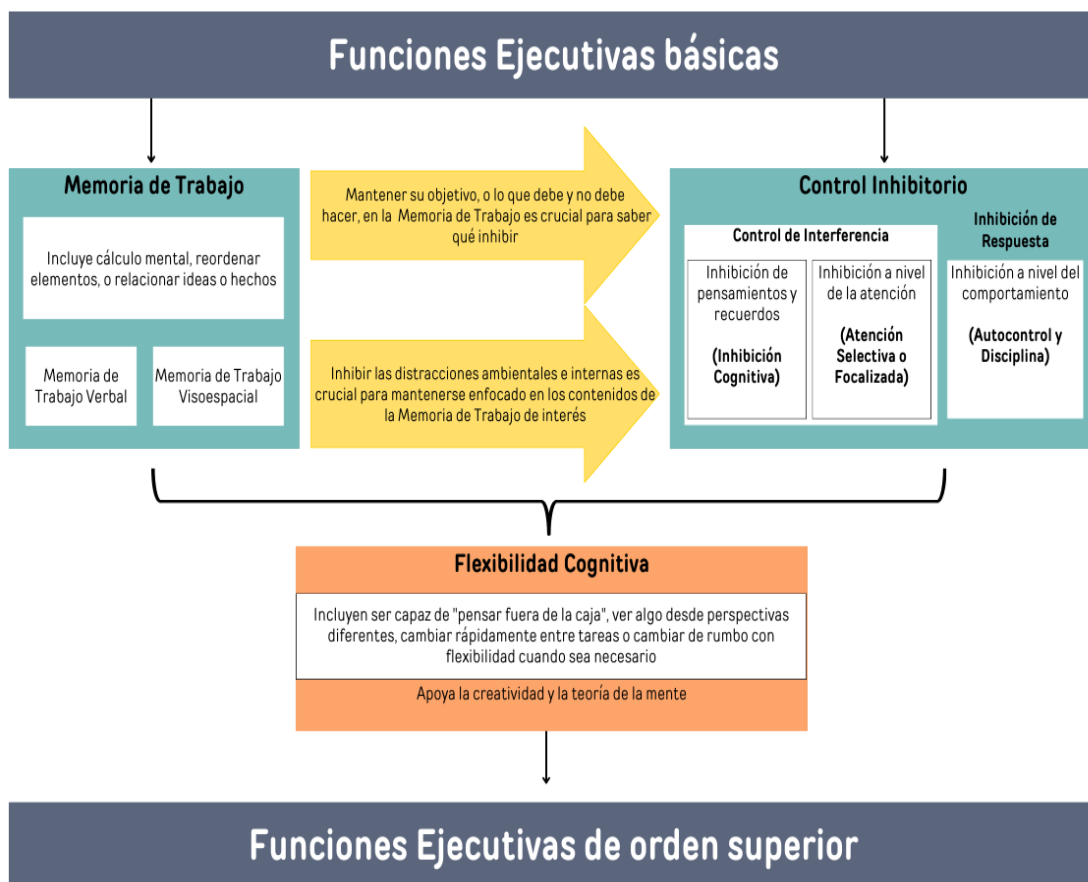 Funciones Ejecutivas básicas
Memoria de Trabajo
Incluye cálculo mental, reordenar
elementos, o relacionar ideas o hechos
Memoria de
Trabajo Verbal
Memoria de Trabajo
Visoespacial
Mantener su objetivo, o lo que debe y no debe
hacer, en la Memoria de Trabajo es crucial para saber
qué inhibir
Inhibir las distracciones ambientales e internas es
crucial para mantenerse enfocado en los contenidos de
la Memoria de Trabajo de interés
Control Inhibitorio
Control de Interferencia
Inhibición de
pensamientos y
recuerdos
(Inhibición
Cognitiva)
Inhibición a nivel
de la atención
(Atención
Selectiva o
Focalizada)
Inhibición de
Respuesta
Inhibición a nivel del
comportamiento
(Autocontrol y
Disciplina)
Flexibilidad Cognitiva
Incluyen ser capaz de "pensar fuera de la caja", ver algo desde perspectivas
diferentes, cambiar rápidamente entre tareas o cambiar de rumbo con
flexibilidad cuando sea necesario
Apoya la creatividad y la teoría de la mente
Funciones Ejecutivas de orden superior